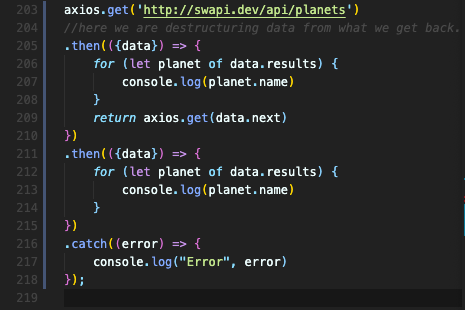 203 axios.get('http://swapi.dev/api/planets')
204 //here we are destructuring data from what we get back.
205 .then(({data}) => {
206     for (let planet of data.results) {
207         console.log(planet.name)
208     }
209     return axios.get(data.next)
210 })
211 .then(({data}) => {
212     for (let planet of data.results) {
213         console.log(planet.name)
214     }
215 })
216 .catch((error) => {
217     console.log("Error", error)
218 });
219